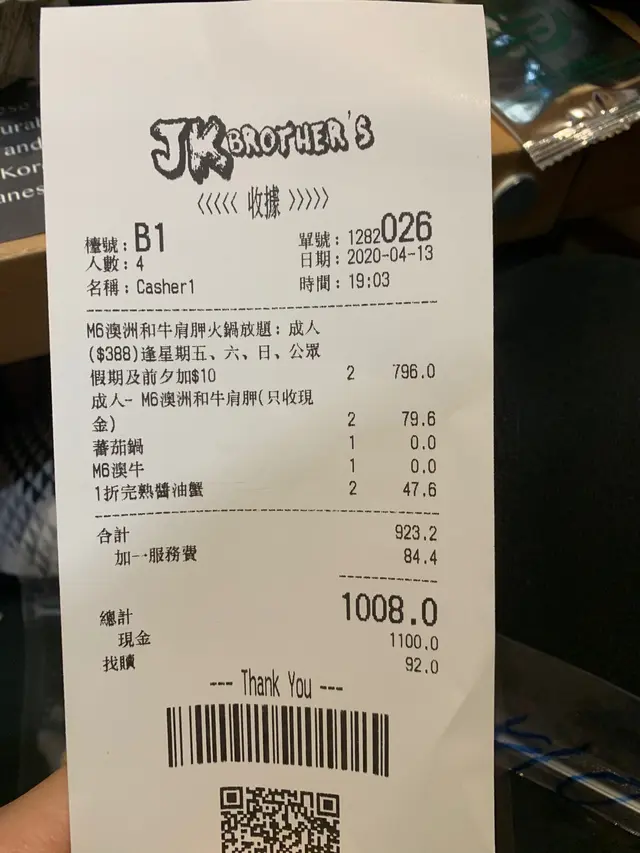 JK BROTHER'S
<<<<< 收據 >>>>>
檯號：B1 單號：1282026
人數：4 日期：2020-04-13
名稱：Casher1 時間：19:03
M6澳洲和牛肩胛火鍋放題：成人
($388)逢星期五、六、日、公眾
假期及前夕加$10 2 796.0
成人- M6澳洲和牛肩胛(只收現
金) 2 79.6
蕃茄鍋 1 0.0
M6澳牛 1 0.0
1折完熟醬油蟹 2 47.6
合計 923.2
加一服務費 84.4
總計 1008.0
現金 1100.0
找贖 92.0
--- Thank You ---
ural
and
Kor
anes